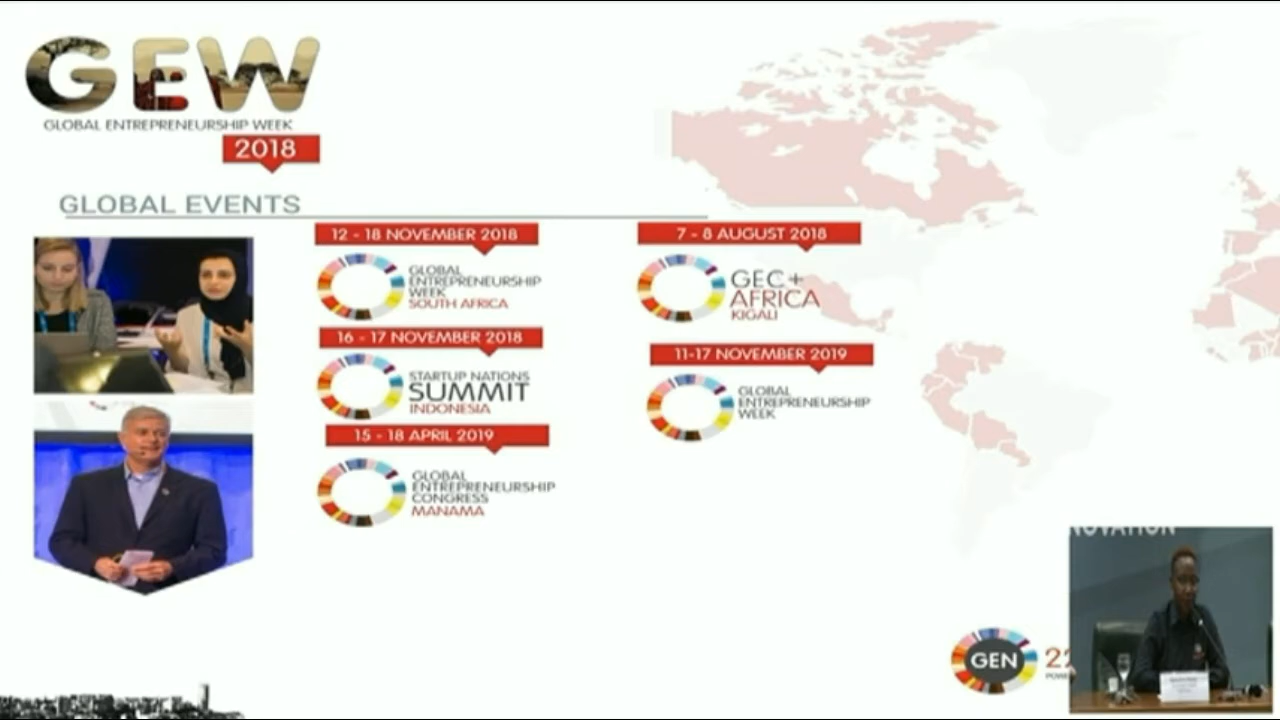 GEW
GLOBAL ENTREPRENEURSHIP WEEK
2018
GLOBAL EVENTS
12 - 18 NOVEMBER 2018
GLOBAL
ENTREPRENEURSHIP
WEEK
SOUTH AFRICA
16 - 17 NOVEMBER 2018
STARTUP NATIONS
SUMMIT
INDONESIA
15 - 18 APRIL 2019
GLOBAL
ENTREPRENEURSHIP
CONGRESS
MANAMA
7 - 8 AUGUST 2018
GEC+
AFRICA
KIGALI
11-17 NOVEMBER 2019
GLOBAL
ENTREPRENEURSHIP
WEEK
GEN